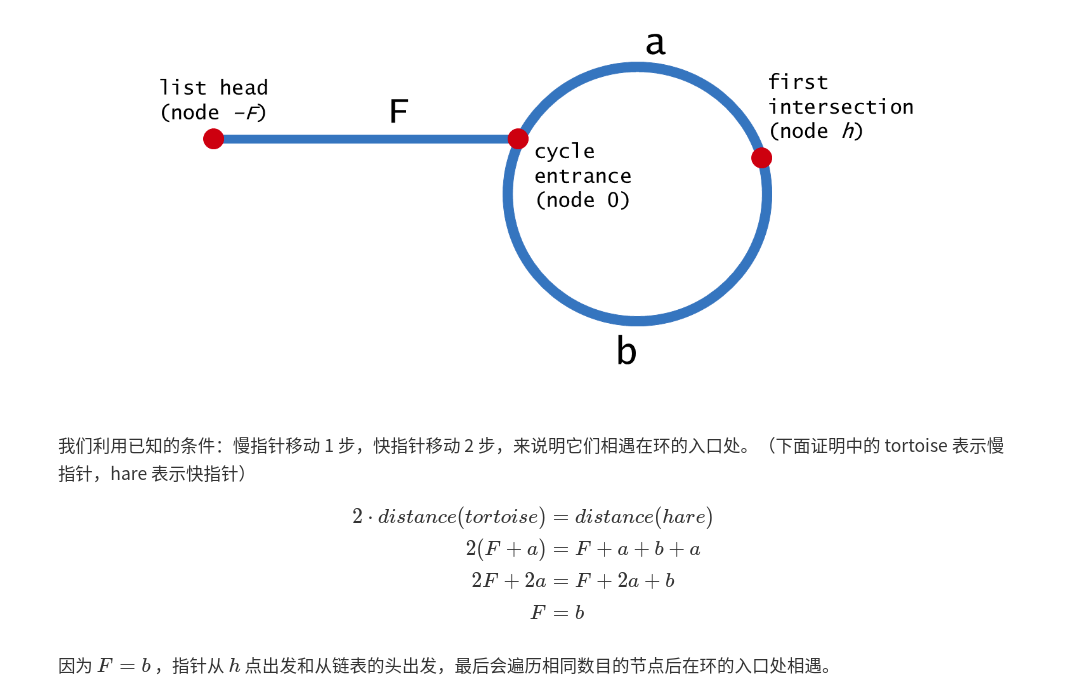 a
list head
(node -F)
F
first
intersection
(node h)
cycle
entrance
(node 0)
b
我们利用已知的条件：慢指针移动 1 步，快指针移动 2 步，来说明它们相遇在环的入口处。（下面证明中的 tortoise 表示慢
指针，hare 表示快指针）
2 · distance(tortoise) = distance(hare)
2(F + a) = F + a + b + a
2F + 2a = F + 2a + b
F = b
因为 F = b ，指针从 h 点出发和从链表的头出发，最后会遍历相同数目的节点后在环的入口处相遇。